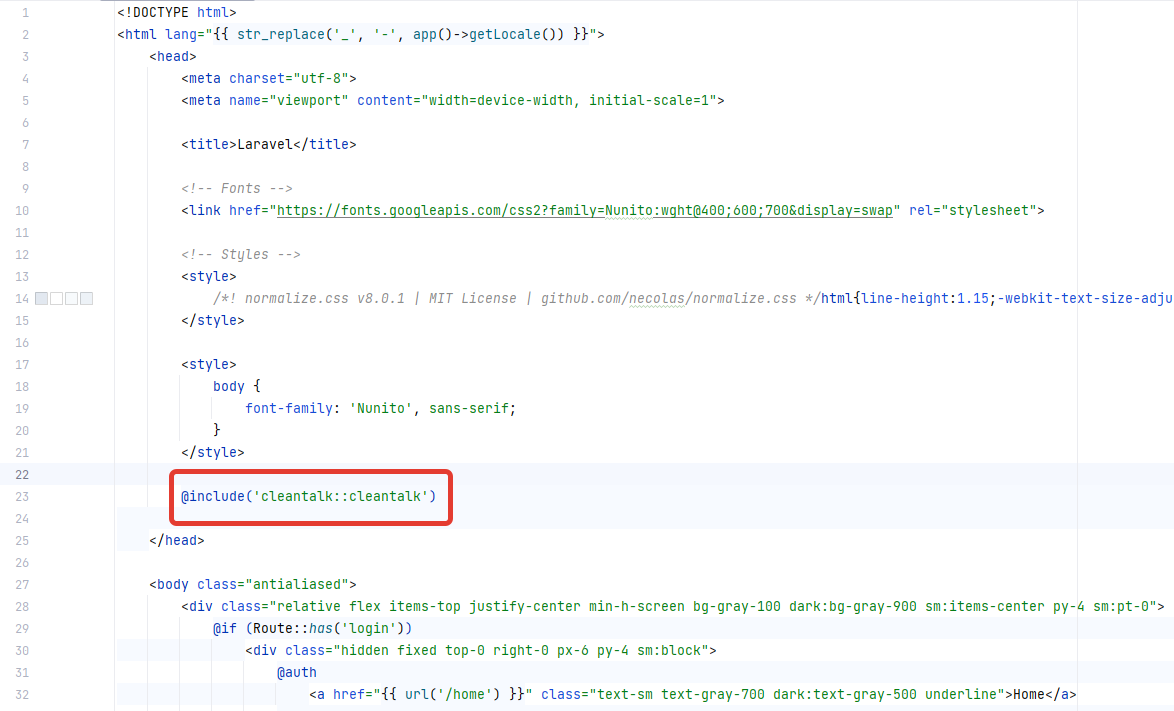 1 <!DOCTYPE html>
2 <html lang="{{ str_replace('_', '-', app()->getLocale()) }}">
3 <head>
4 <meta charset="utf-8">
5 <meta name="viewport" content="width=device-width, initial-scale=1">
6
7 <title>Laravel</title>
8
9 <!-- Fonts -->
10 <link href="https://fonts.googleapis.com/css2?family=Nunito:wght@400;600;700&display=swap" rel="stylesheet">
11
12 <!-- Styles -->
13 <style>
14 /*! normalize.css v8.0.1 | MIT License | github.com/necolas/normalize.css */html{line-height:1.15;-webkit-text-size-adju
15 </style>
16
17 <style>
18 body {
19 font-family: 'Nunito', sans-serif;
20 }
21 </style>
22
23 @include('cleantalk::cleantalk')
24
25 </head>
26
27 <body class="antialiased">
28 <div class="relative flex items-top justify-center min-h-screen bg-gray-100 dark:bg-gray-900 sm:items-center py-4 sm:pt-0">
29 @if (Route::has('login'))
30 <div class="hidden fixed top-0 right-0 px-6 py-4 sm:block">
31 @auth
32 <a href="{{ url('/home') }}" class="text-sm text-gray-700 dark:text-gray-500 underline">Home</a>